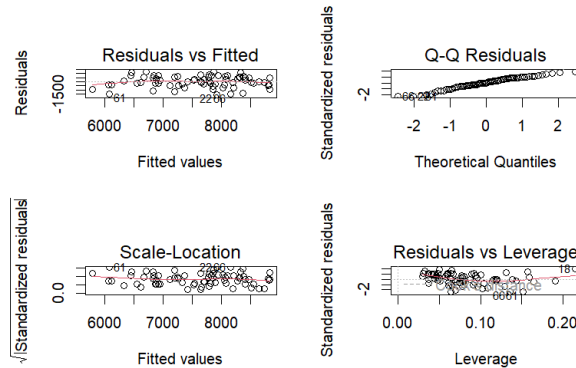 Residuals vs Fitted
Residuals
-1500
61
6000 7000 8000
Fitted values
Q-Q Residuals
Standardized residuals
-2
-2 -1 0 1 2
Theoretical Quantiles
Scale-Location
√|Standardized residuals|
0.0
61
6000 7000 8000
Fitted values
Residuals vs Leverage
Standardized residuals
-2
18
0.00 0.10 0.20
Leverage